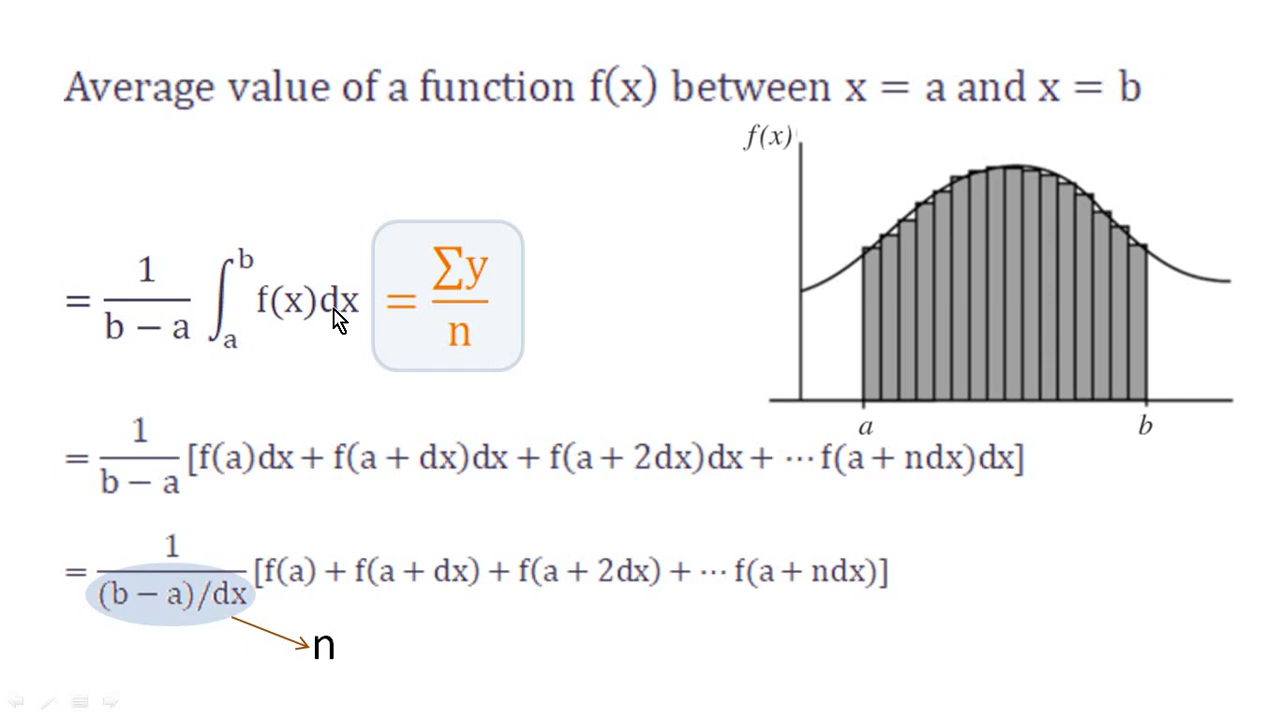 Average value of a function f(x) between x = a and x = b
f(x)
= 1/(b − a) ∫_a^b f(x)dx = ∑y/n
a b
= 1/(b − a) [f(a)dx + f(a + dx)dx + f(a + 2dx)dx + ⋯ f(a + ndx)dx]
= 1/((b − a)/dx) [f(a) + f(a + dx) + f(a + 2dx) + ⋯ f(a + ndx)]
n